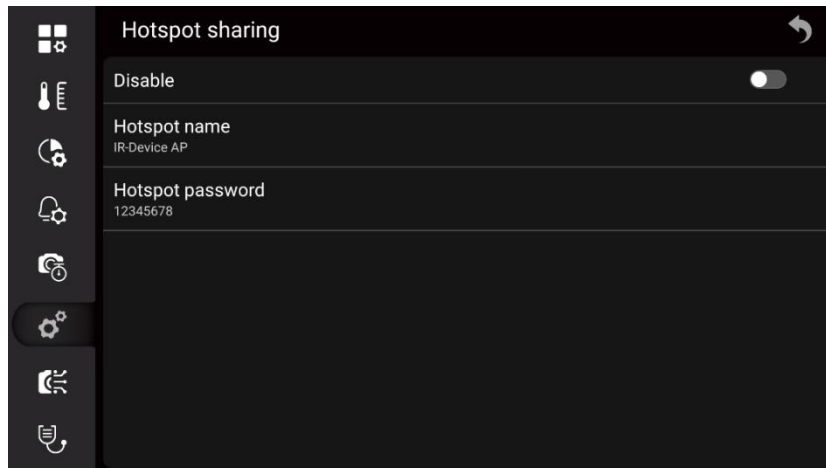 Hotspot sharing
Disable
Hotspot name
IR-Device AP
Hotspot password
12345678